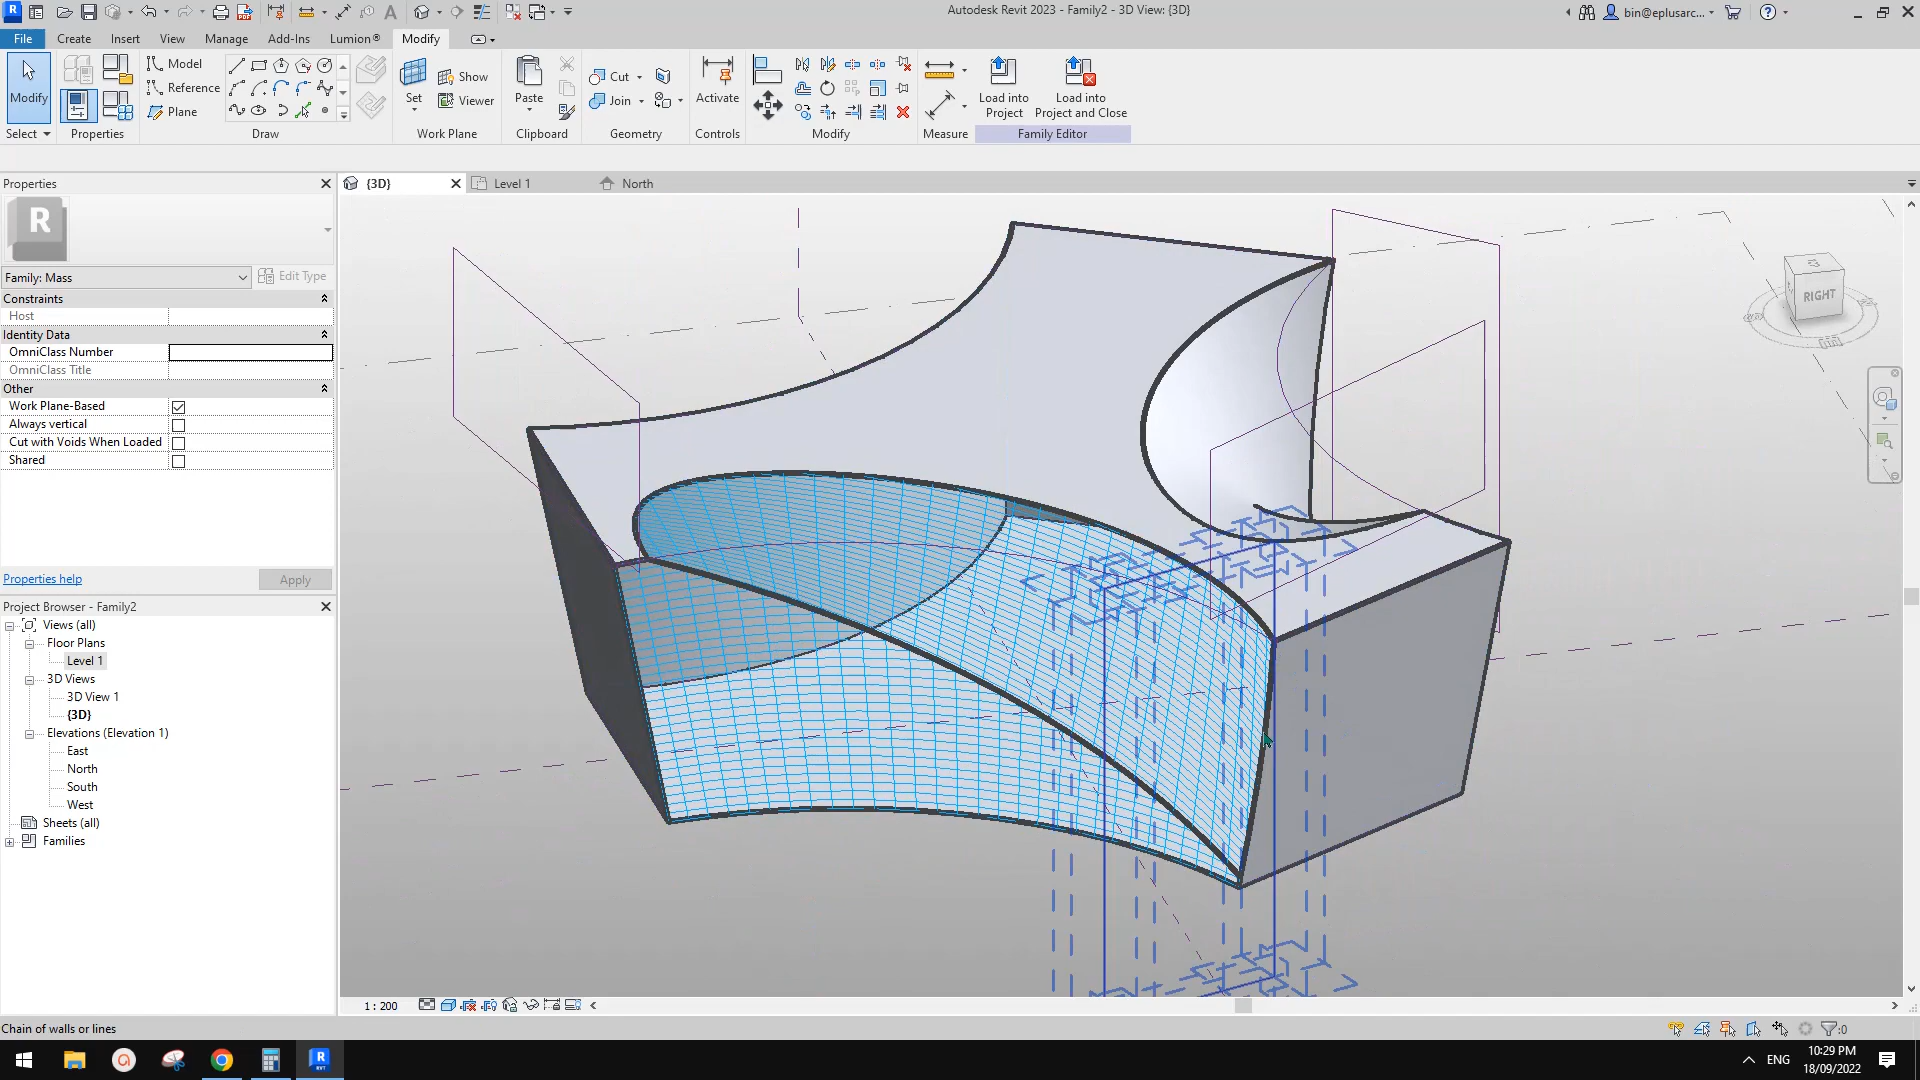 Autodesk Revit 2023 - Family2 - 3D View: {3D}
bin@eplusarc...
File
Create
Insert
View
Manage
Add-Ins
Lumion®
Modify
Modify
Select
Properties
Model
Reference
Plane
Draw
Set
Show
Viewer
Work Plane
Paste
Clipboard
Cut
Join
Geometry
Activate
Controls
Modify
Measure
Load into
Project
Load into
Project and Close
Family Editor
Properties
{3D}
Level 1
North
R
Family: Mass
Edit Type
Constraints
Host
Identity Data
OmniClass Number
OmniClass Title
Other
Work Plane-Based
Always vertical
Cut with Voids When Loaded
Shared
Properties help
Apply
Project Browser - Family2
Views (all)
Floor Plans
Level 1
3D Views
3D View 1
{3D}
Elevations (Elevation 1)
East
North
South
West
Sheets (all)
Families
RIGHT
1 : 200
Chain of walls or lines
:0
ENG
10:29 PM
18/09/2022